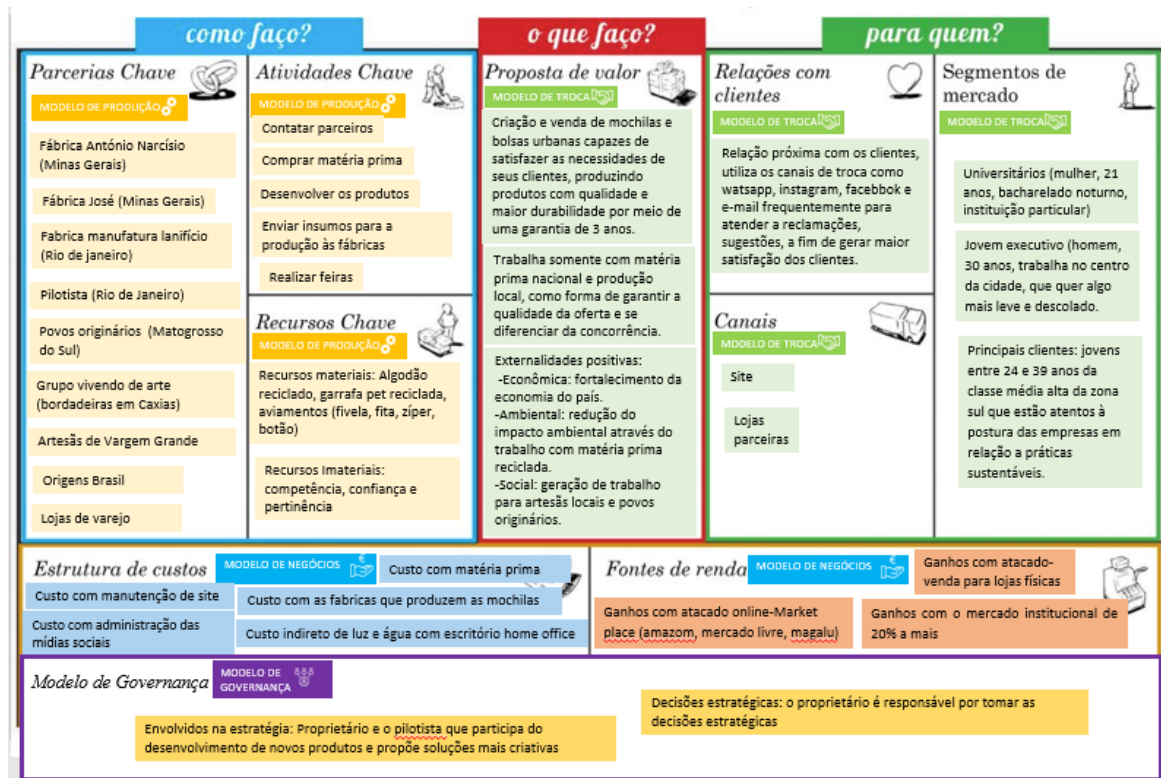 como faço?
o que faço?
para quem?
Parcerias Chave
MODELO DE PRODUÇÃO
Fábrica António Narcísio
(Minas Gerais)
Fábrica José (Minas Gerais)
Fabrica manufatura lanifício
(Rio de janeiro)
Pilotista (Rio de Janeiro)
Povos originários (Matogrosso
do Sul)
Grupo vivendo de arte
(bordadeiras em Caxias)
Artesãs de Vargem Grande
Origens Brasil
Lojas de varejo
Atividades Chave
MODELO DE PRODUÇÃO
Contatar parceiros
Comprar matéria prima
Desenvolver os produtos
Enviar insumos para a
produção às fábricas
Realizar feiras
Recursos Chave
MODELO DE PRODUÇÃO
Recursos materiais: Algodão
reciclado, garrafa pet reciclada,
aviamentos (fivela, fita, zíper,
botão)
Recursos Imateriais:
competência, confiança e
pertinência
Proposta de valor
MODELO DE TROCA
Criação e venda de mochilas e
bolsas urbanas capazes de
satisfazer as necessidades de
seus clientes, produzindo
produtos com qualidade e
maior durabilidade por meio de
uma garantia de 3 anos.
Trabalha somente com matéria
prima nacional e produção
local, como forma de garantir a
qualidade da oferta e se
diferenciar da concorrência.
Externalidades positivas:
-Econômica: fortalecimento da
economia do país.
-Ambiental: redução do
impacto ambiental através do
trabalho com matéria prima
reciclada.
-Social: geração de trabalho
para artesãs locais e povos
originários.
Relações com
clientes
MODELO DE TROCA
Relação próxima com os clientes,
utiliza os canais de troca como
watsapp, instagram, facebbok e
e-mail frequentemente para
atender a reclamações,
sugestões, a fim de gerar maior
satisfação dos clientes.
Canais
MODELO DE TROCA
Site
Lojas
parceiras
Segmentos de
mercado
MODELO DE TROCA
Universitários (mulher, 21
anos, bacharelado noturno,
instituição particular)
Jovem executivo (homem,
30 anos, trabalha no centro
da cidade, que quer algo
mais leve e descolado.
Principais clientes: jovens
entre 24 e 39 anos da
classe média alta da zona
sul que estão atentos à
postura das empresas em
relação a práticas
sustentáveis.
Estrutura de custos
MODELO DE NEGÓCIOS
Custo com matéria prima
Custo com manutenção de site
Custo com as fabricas que produzem as mochilas
Custo com administração das
mídias sociais
Custo indireto de luz e água com escritório home office
Fontes de renda
MODELO DE NEGÓCIOS
Ganhos com atacado-
venda para lojas físicas
Ganhos com atacado online-Market
place (amazom, mercado livre, magalu)
Ganhos com o mercado institucional de
20% a mais
Modelo de Governança
MODELO DE
GOVERNANÇA
Envolvidos na estratégia: Proprietário e o pilotista que participa do
desenvolvimento de novos produtos e propõe soluções mais criativas
Decisões estratégicas: o proprietário é responsável por tomar as
decisões estratégicas